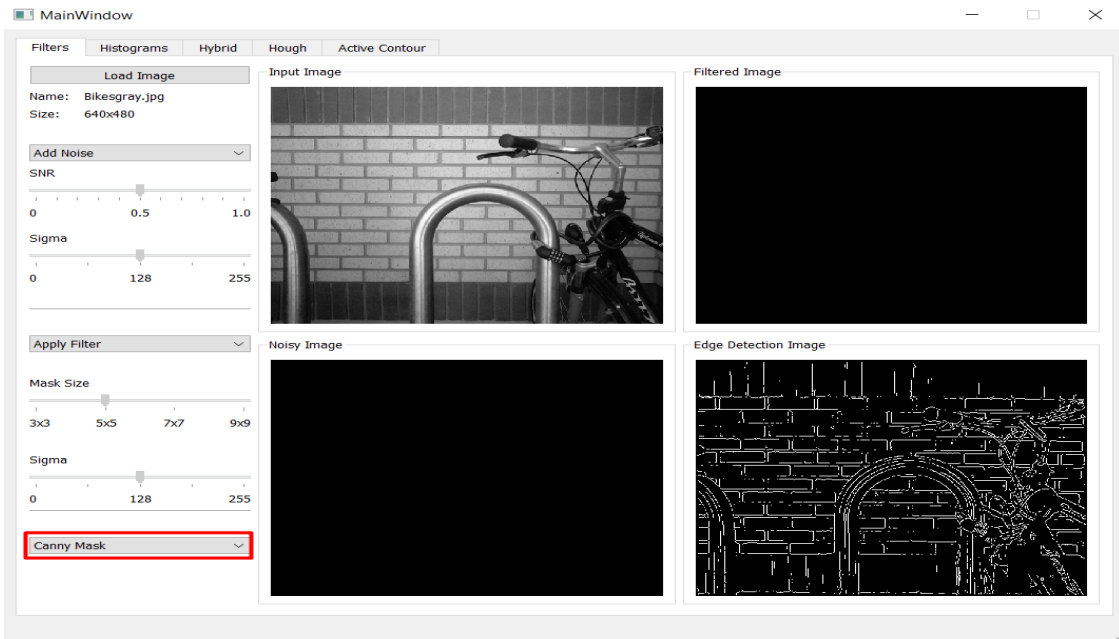 MainWindow
Filters Histograms Hybrid Hough Active Contour
Load Image
Name: Bikesgray.jpg
Size: 640x480
Add Noise
SNR
0 0.5 1.0
Sigma
0 128 255
Apply Filter
Mask Size
3x3 5x5 7x7 9x9
Sigma
0 128 255
Canny Mask
Input Image
Filtered Image
Noisy Image
Edge Detection Image